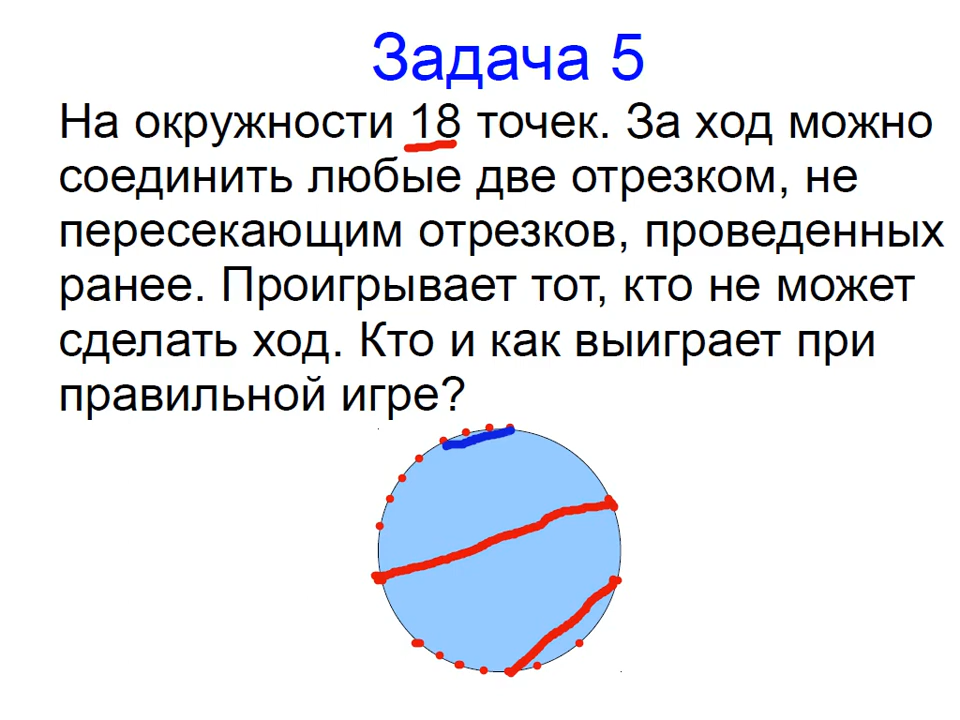 Задача 5
На окружности 18 точек. За ход можно
соединить любые две отрезком, не
пересекающим отрезков, проведенных
ранее. Проигрывает тот, кто не может
сделать ход. Кто и как выиграет при
правильной игре?